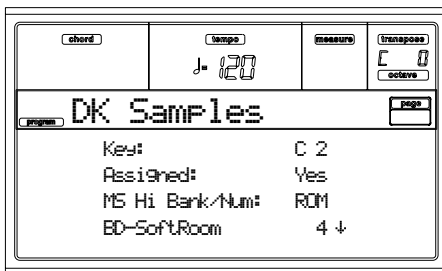 chord tempo measure transpose
♩= 120 C 0
octave
program DK Samples page
Key: C 2
Assigned: Yes
MS Hi Bank/Num: ROM
BD-SoftRoom 4 ↓